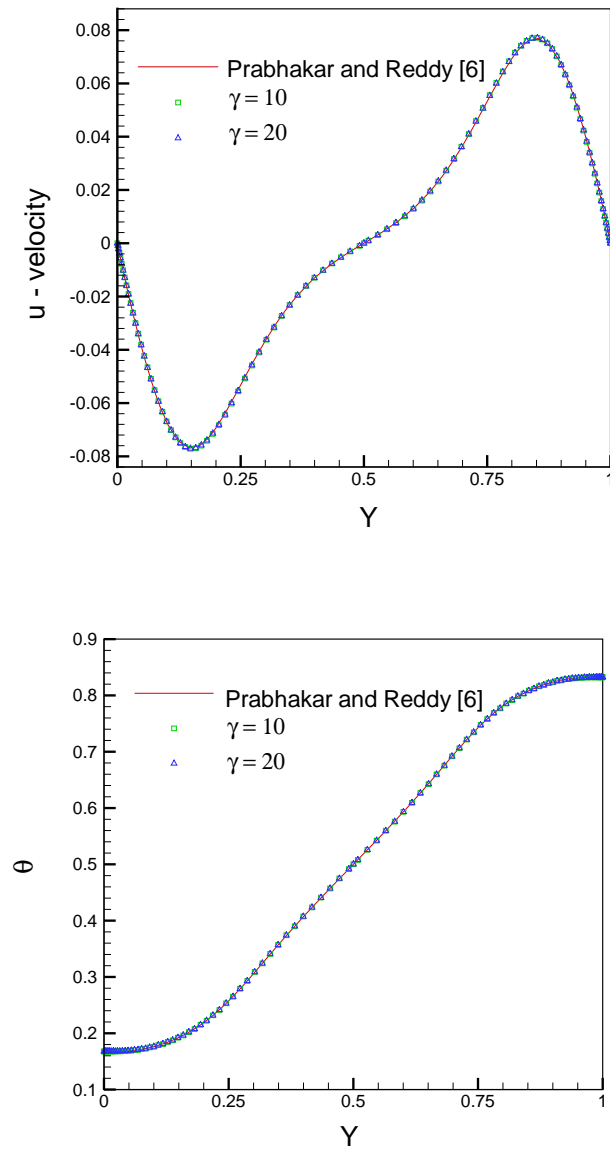 0.08
0.06
0.04
0.02
0
-0.02
-0.04
-0.06
-0.08
u - velocity
Prabhakar and Reddy [6]
γ = 10
γ = 20
0
0.25
0.5
0.75
1
Y
0.9
0.8
0.7
0.6
0.5
0.4
0.3
0.2
0.1
θ
Prabhakar and Reddy [6]
γ = 10
γ = 20
0
0.25
0.5
0.75
1
Y